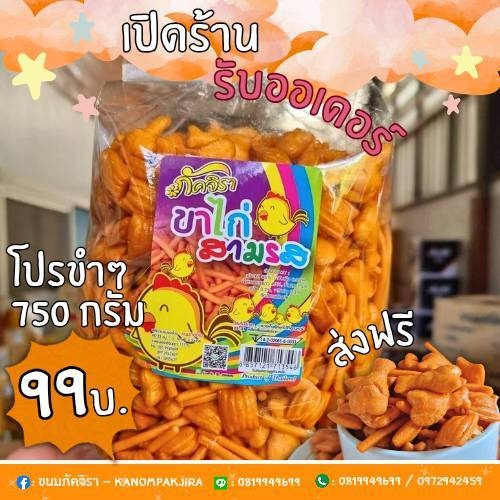 เปิดร้าน
รับออเดอร์
ภัคจิรา
ขาไก่
สามรส
โปรขำๆ
750 กรัม
99บ.
ส่งฟรี
Product of Thailand
: ขนมภัคจิรา - KANOMPAKJIRA
: 0819949699
: 0819949699 / 0972942459